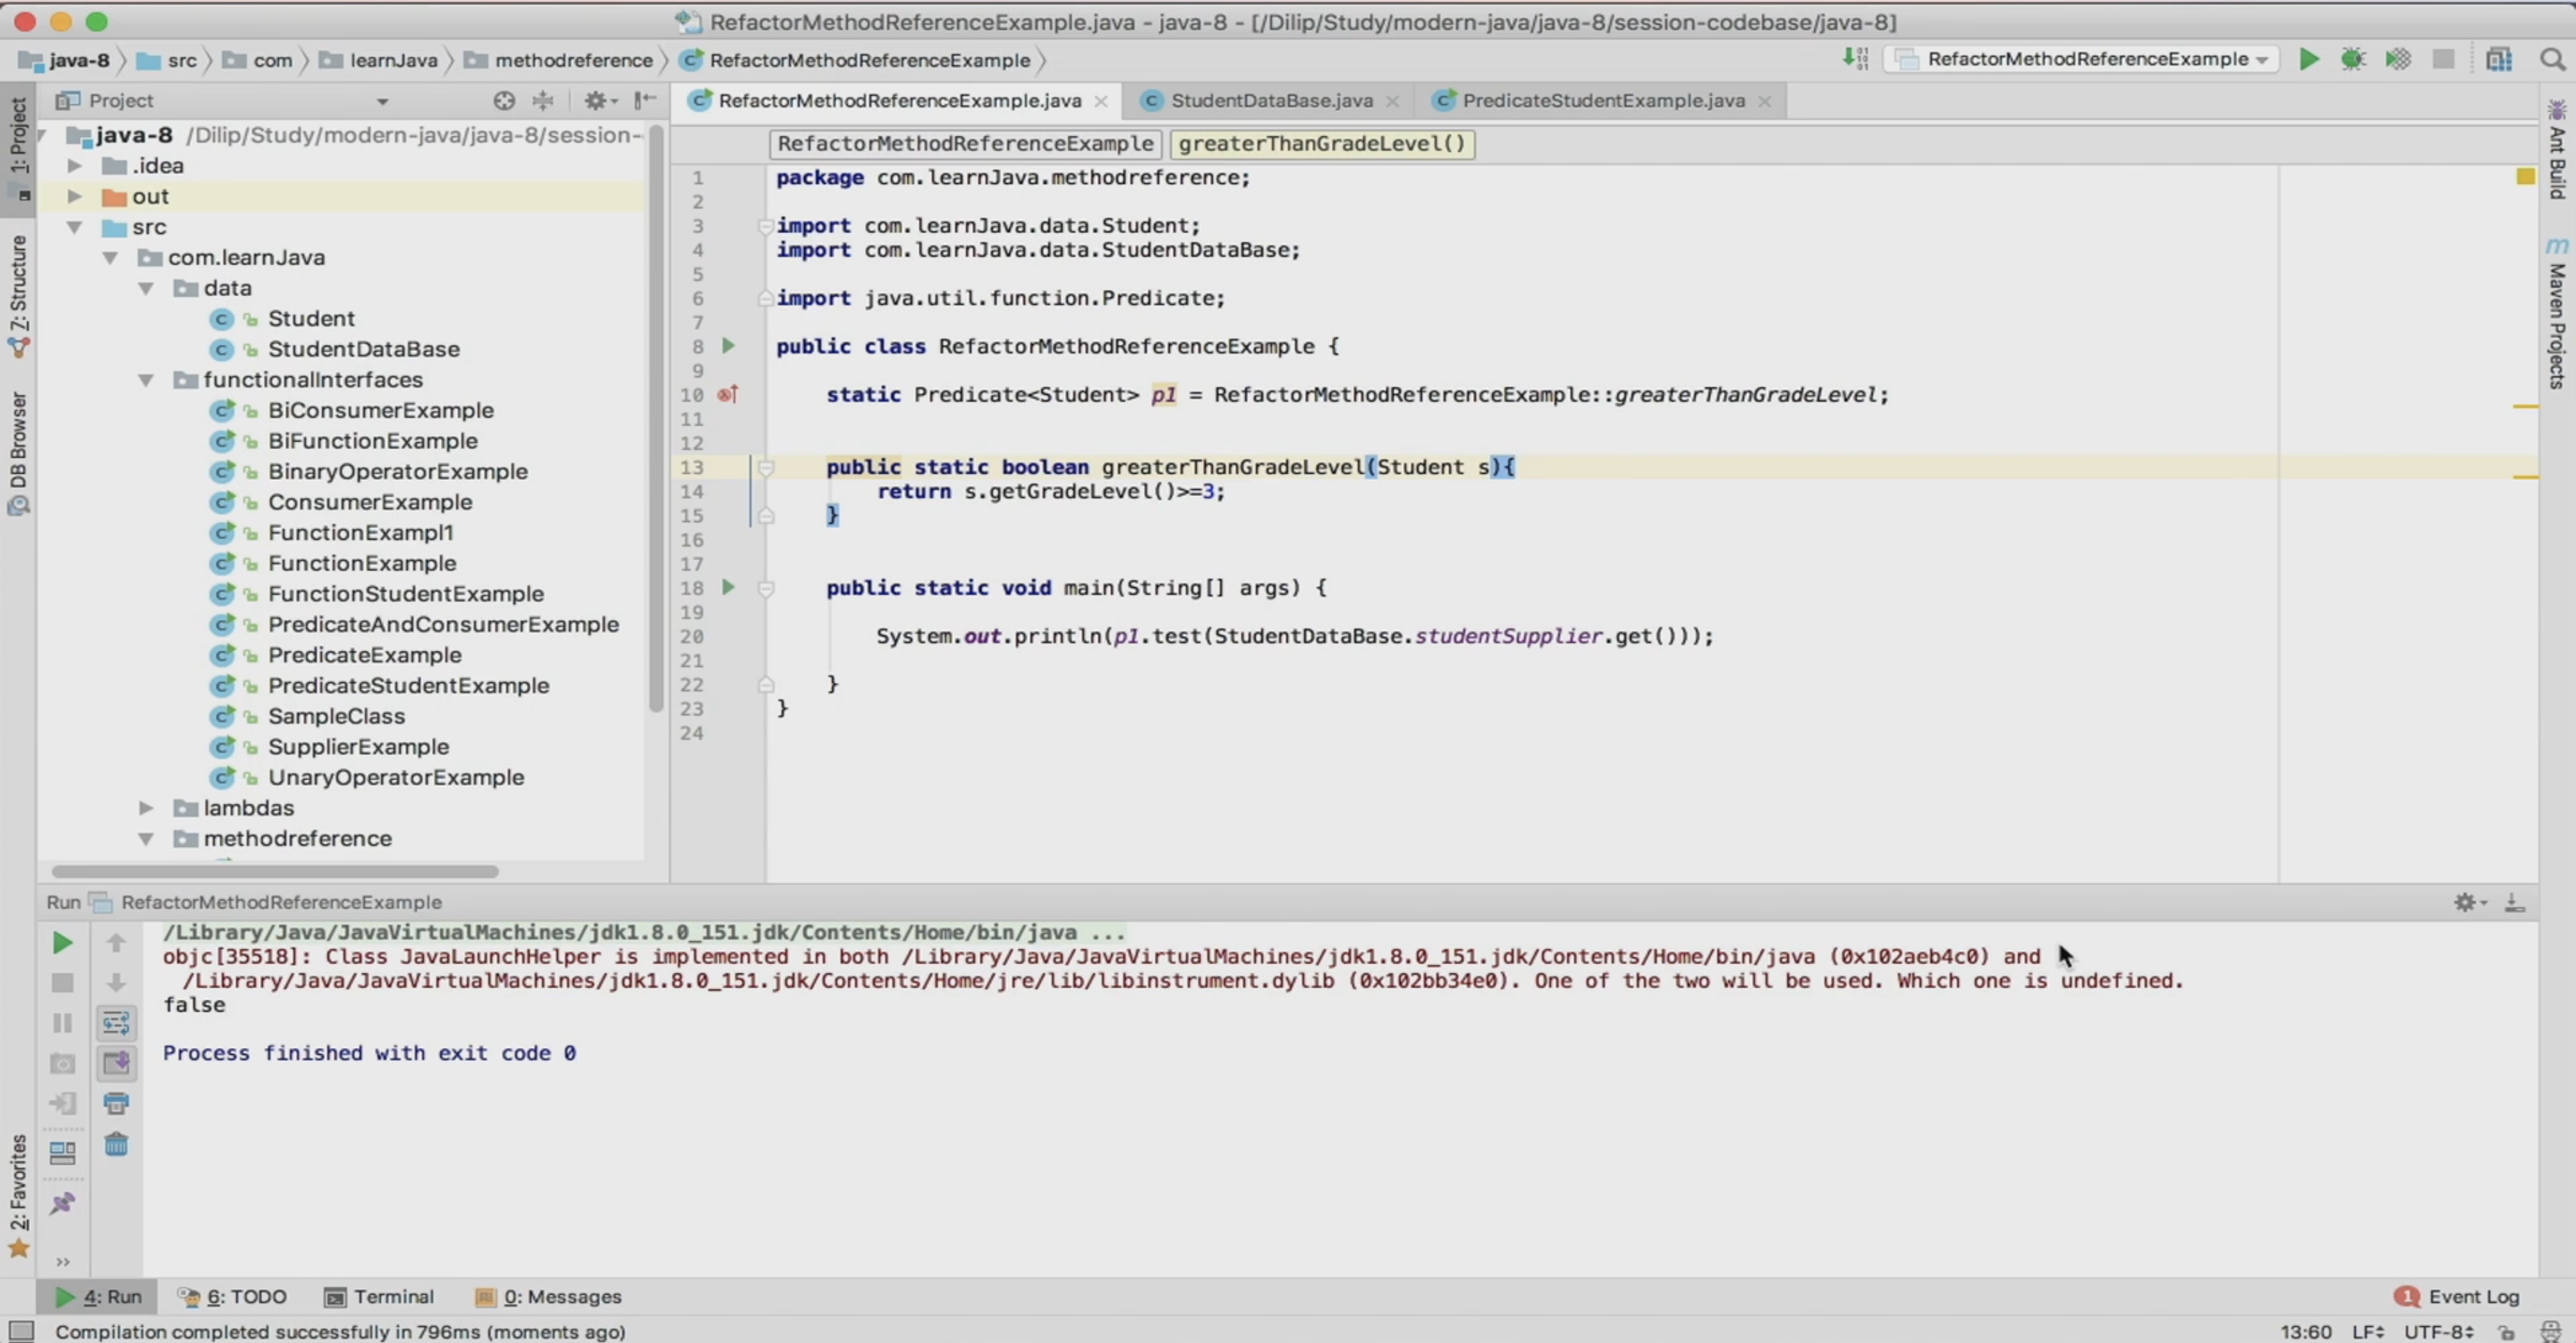 RefactorMethodReferenceExample.java - java-8 - [/Dilip/Study/modern-java/java-8/session-codebase/java-8]
java-8 src com learnJava methodreference RefactorMethodReferenceExample
RefactorMethodReferenceExample
Project
RefactorMethodReferenceExample.java StudentDataBase.java PredicateStudentExample.java
1: Project
7: Structure
DB Browser
2: Favorites
java-8 /Dilip/Study/modern-java/java-8/session-
.idea
out
src
com.learnJava
data
Student
StudentDataBase
functionalInterfaces
BiConsumerExample
BiFunctionExample
BinaryOperatorExample
ConsumerExample
FunctionExampl1
FunctionExample
FunctionStudentExample
PredicateAndConsumerExample
PredicateExample
PredicateStudentExample
SampleClass
SupplierExample
UnaryOperatorExample
lambdas
methodreference
RefactorMethodReferenceExample greaterThanGradeLevel()
1 package com.learnJava.methodreference;
2
3 import com.learnJava.data.Student;
4 import com.learnJava.data.StudentDataBase;
5
6 import java.util.function.Predicate;
7
8 public class RefactorMethodReferenceExample {
9
10 static Predicate<Student> p1 = RefactorMethodReferenceExample::greaterThanGradeLevel;
11
12
13 public static boolean greaterThanGradeLevel(Student s){
14 return s.getGradeLevel()>=3;
15 }
16
17
18 public static void main(String[] args) {
19
20 System.out.println(p1.test(StudentDataBase.studentSupplier.get()));
21
22 }
23 }
24
Ant Build
m Maven Projects
Run RefactorMethodReferenceExample
/Library/Java/JavaVirtualMachines/jdk1.8.0_151.jdk/Contents/Home/bin/java ...
objc[35518]: Class JavaLaunchHelper is implemented in both /Library/Java/JavaVirtualMachines/jdk1.8.0_151.jdk/Contents/Home/bin/java (0x102aeb4c0) and
/Library/Java/JavaVirtualMachines/jdk1.8.0_151.jdk/Contents/Home/jre/lib/libinstrument.dylib (0x102bb34e0). One of the two will be used. Which one is undefined.
false
Process finished with exit code 0
4: Run 6: TODO Terminal 0: Messages 1 Event Log
Compilation completed successfully in 796ms (moments ago) 13:60 LF UTF-8